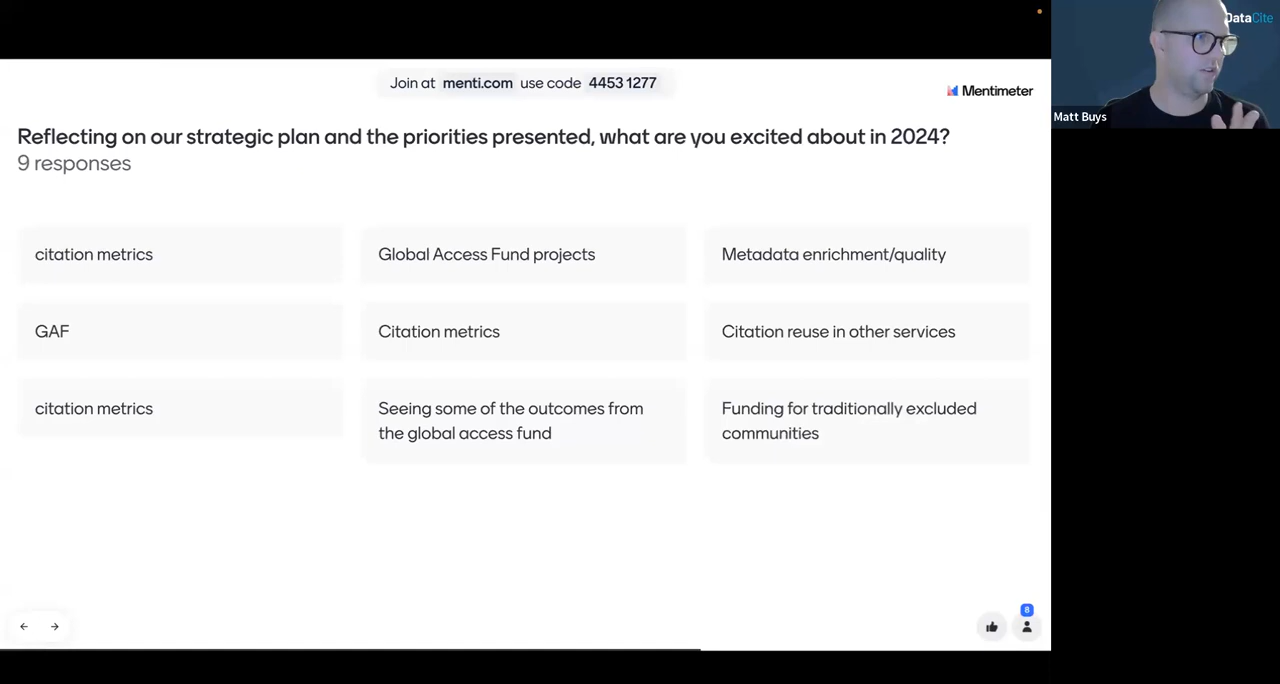 DataCite
Join at menti.com use code 4453 1277
Mentimeter
Matt Buys
Reflecting on our strategic plan and the priorities presented, what are you excited about in 2024?
9 responses
citation metrics
Global Access Fund projects
Metadata enrichment/quality
GAF
Citation metrics
Citation reuse in other services
citation metrics
Seeing some of the outcomes from
the global access fund
Funding for traditionally excluded
communities
8